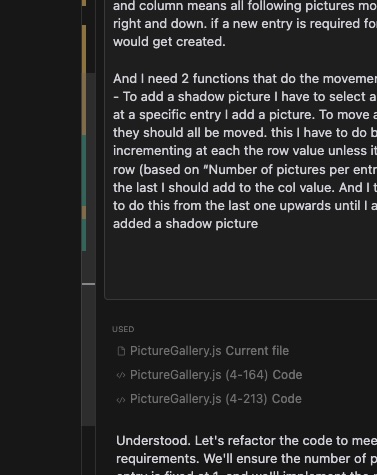 and column means all following pictures mo
right and down. if a new entry is required fo
would get created.
And I need 2 functions that do the movemen
- To add a shadow picture I have to select a
at a specific entry I add a picture. To move a
they should all be moved. this I have to do b
incrementing at each the row value unless it
row (based on "Number of pictures per entr
the last I should add to the col value. And I t
to do this from the last one upwards until I a
added a shadow picture
USED
PictureGallery.js Current file
PictureGallery.js (4-164) Code
PictureGallery.js (4-213) Code
Understood. Let's refactor the code to mee
requirements. We'll ensure the number of p